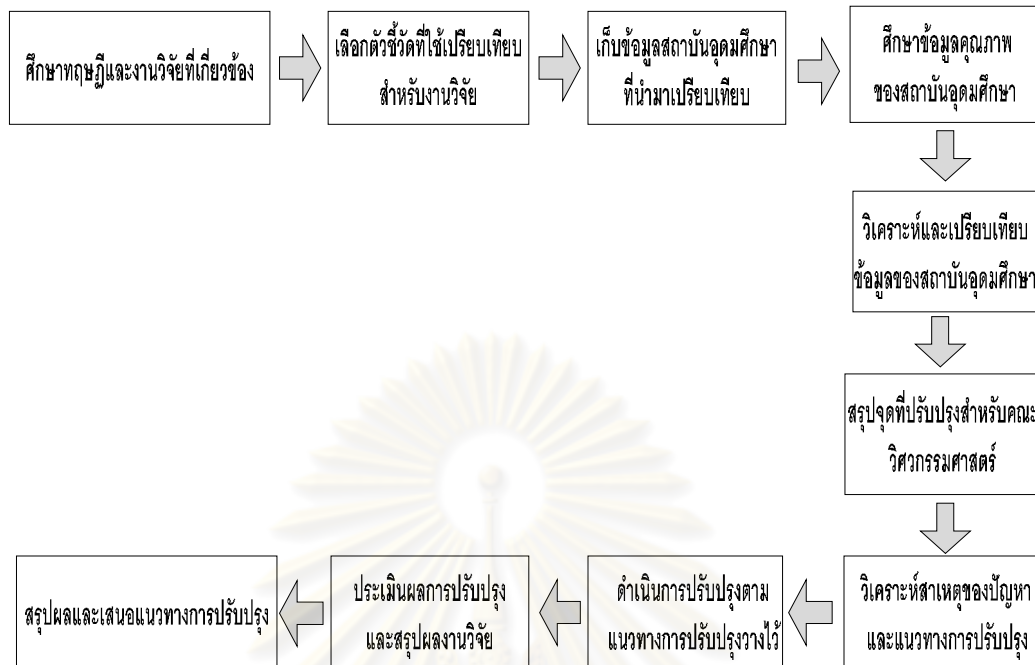 ศึกษาทฤษฏีและงานวิจัยที่เกี่ยวข้อง
เลือกตัวชี้วัดที่ใช้เปรียบเทียบ
สำหรับงานวิจัย
เก็บข้อมูลสถาบันอุดมศึกษา
ที่นำมาเปรียบเทียบ
ศึกษาข้อมูลคุณภาพ
ของสถาบันอุดมศึกษา
วิเคราะห์และเปรียบเทียบ
ข้อมูลของสถาบันอุดมศึกษา
สรุปจุดที่ปรับปรุงสำหรับคณะ
วิศวกรรมศาสตร์
วิเคราะห์สาเหตุของปัญหา
และแนวทางการปรับปรุง
ดำเนินการปรับปรุงตาม
แนวทางการปรับปรุงวางไว้
ประเมินผลการปรับปรุง
และสรุปผลงานวิจัย
สรุปผลและเสนอแนวทางการปรับปรุง